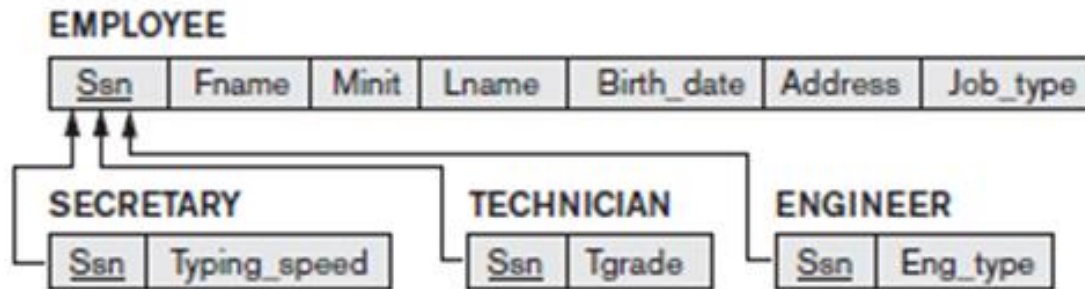 EMPLOYEE
Ssn Fname Minit Lname Birth_date Address Job_type
SECRETARY TECHNICIAN ENGINEER
Ssn Typing_speed Ssn Tgrade Ssn Eng_type